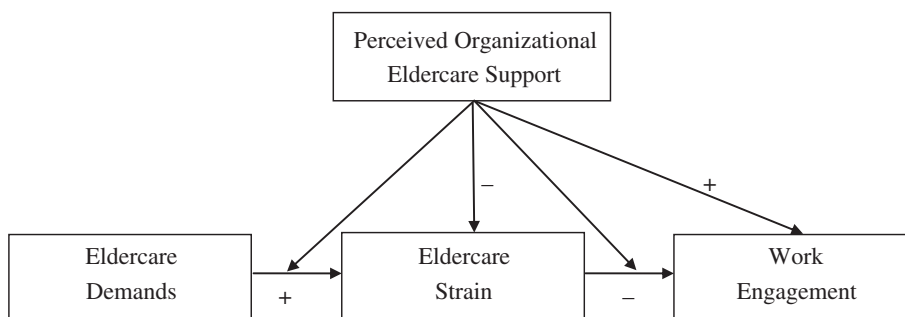 Perceived Organizational
Eldercare Support
–
+
Eldercare
Demands
+
Eldercare
Strain
–
Work
Engagement